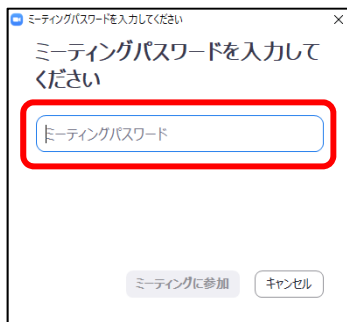 ミーティングパスワードを入力してください
ミーティングパスワードを入力して
ください
ミーティングパスワード
ミーティングに参加
キャンセル